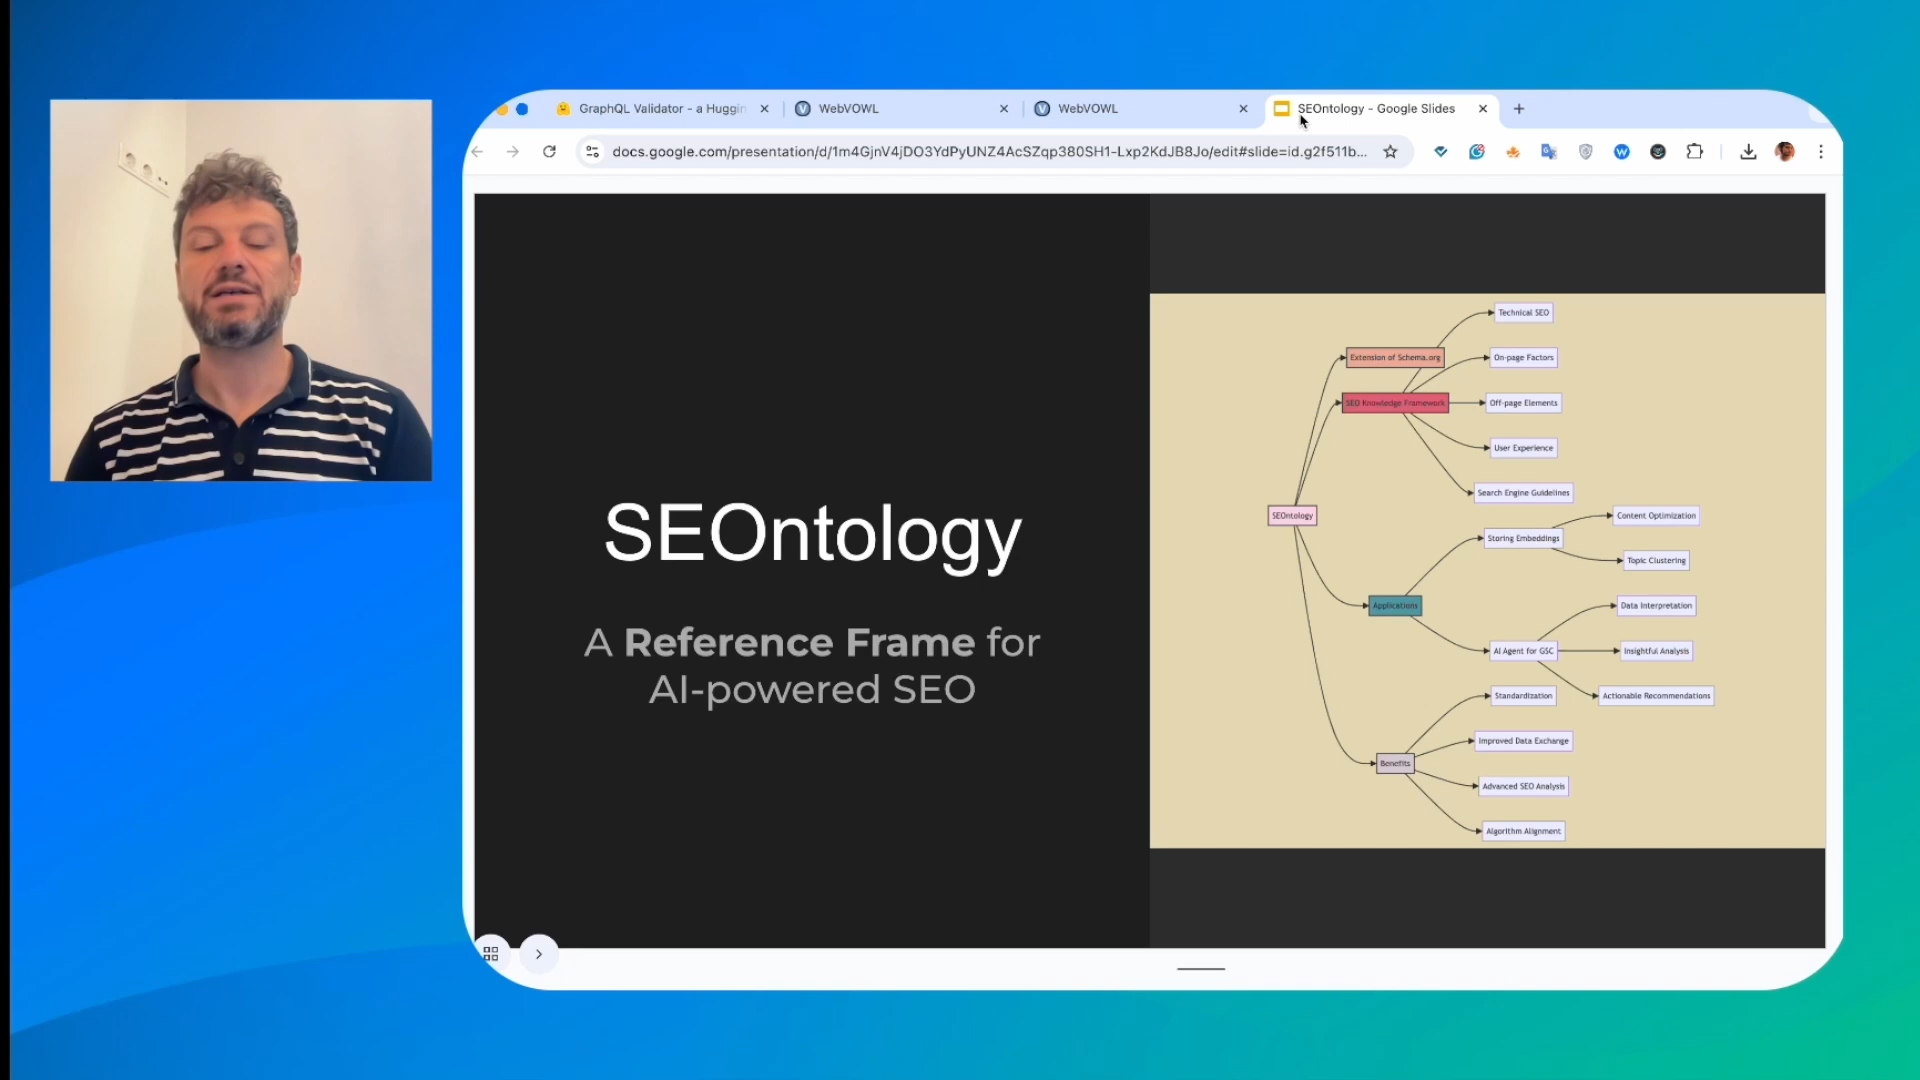 GraphQL Validator - a Huggin
WebVOWL
WebVOWL
SEOntology - Google Slides
docs.google.com/presentation/d/1m4GjnV4jDO3YdPyUNZ4AcSZqp380SH1-Lxp2KdJB8Jo/edit#slide=id.g2f511b...
SEOntology
A Reference Frame for
AI-powered SEO
SEOntology
Extension of Schema.org
SEO Knowledge Framework
Technical SEO
On-page Factors
Off-page Elements
User Experience
Search Engine Guidelines
Applications
Storing Embeddings
Content Optimization
Topic Clustering
AI Agent for GSC
Data Interpretation
Insightful Analysis
Actionable Recommendations
Benefits
Standardization
Improved Data Exchange
Advanced SEO Analysis
Algorithm Alignment